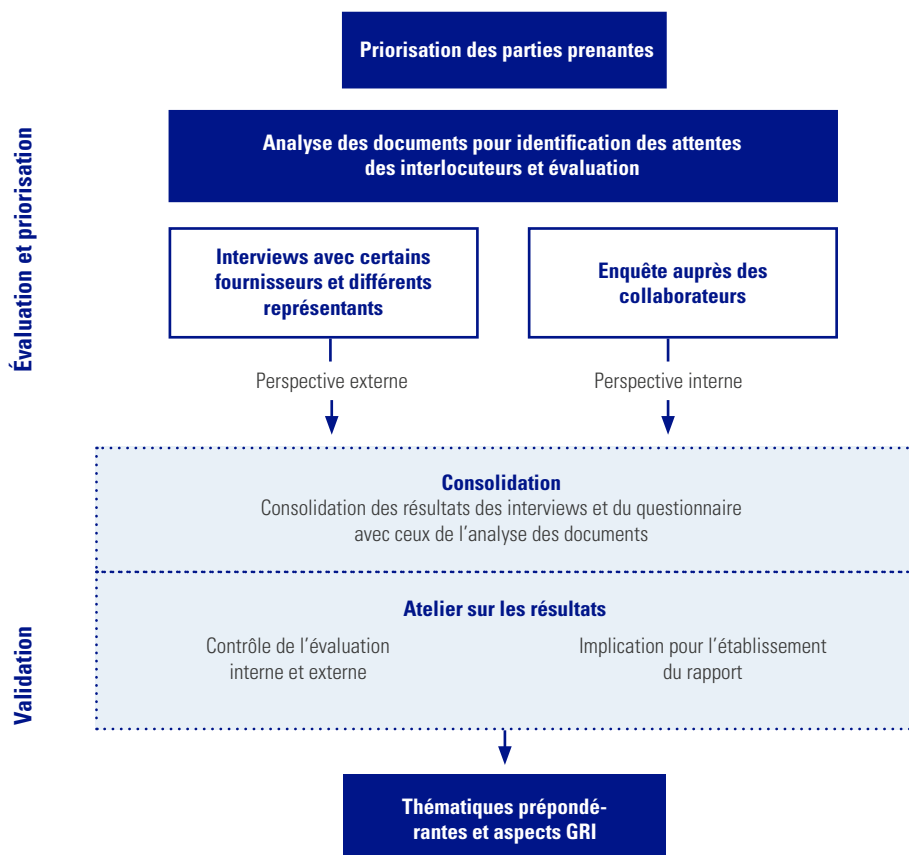 Priorisation des parties prenantes
Évaluation et priorisation
Analyse des documents pour identification des attentes
des interlocuteurs et évaluation
Interviews avec certains
fournisseurs et différents
représentants
Enquête auprès des
collaborateurs
Perspective externe
Perspective interne
Consolidation
Consolidation des résultats des interviews et du questionnaire
avec ceux de l’analyse des documents
Validation
Atelier sur les résultats
Contrôle de l’évaluation
interne et externe
Implication pour l’établissement
du rapport
Thématiques prépondé-
rantes et aspects GRI